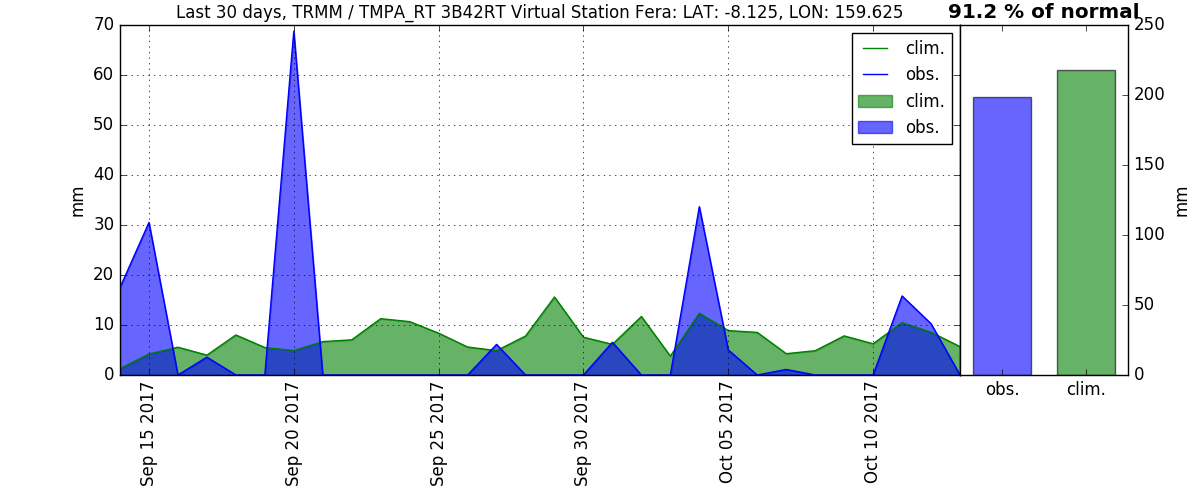 Last 30 days, TRMM / TMPA_RT 3B42RT Virtual Station Fera: LAT: -8.125, LON: 159.625
91.2 % of normal
70
60
50
40
30
20
10
0
mm
clim.
obs.
clim.
obs.
Sep 15 2017
Sep 20 2017
Sep 25 2017
Sep 30 2017
Oct 05 2017
Oct 10 2017
250
200
150
100
50
0
mm
obs.
clim.